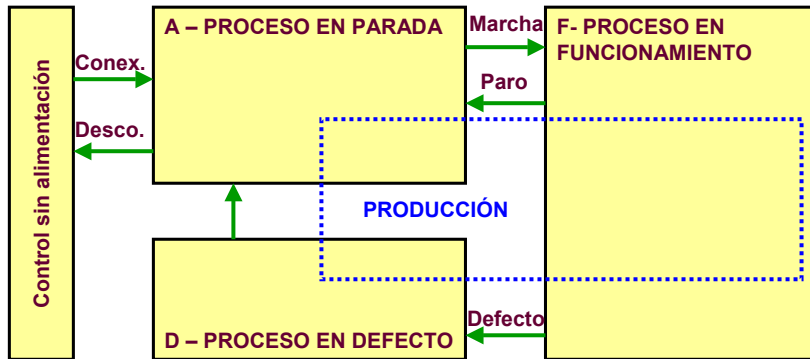 Control sin alimentación
Conex.
Desco.
A – PROCESO EN PARADA
Marcha
Paro
F- PROCESO EN
FUNCIONAMIENTO
PRODUCCIÓN
D – PROCESO EN DEFECTO
Defecto